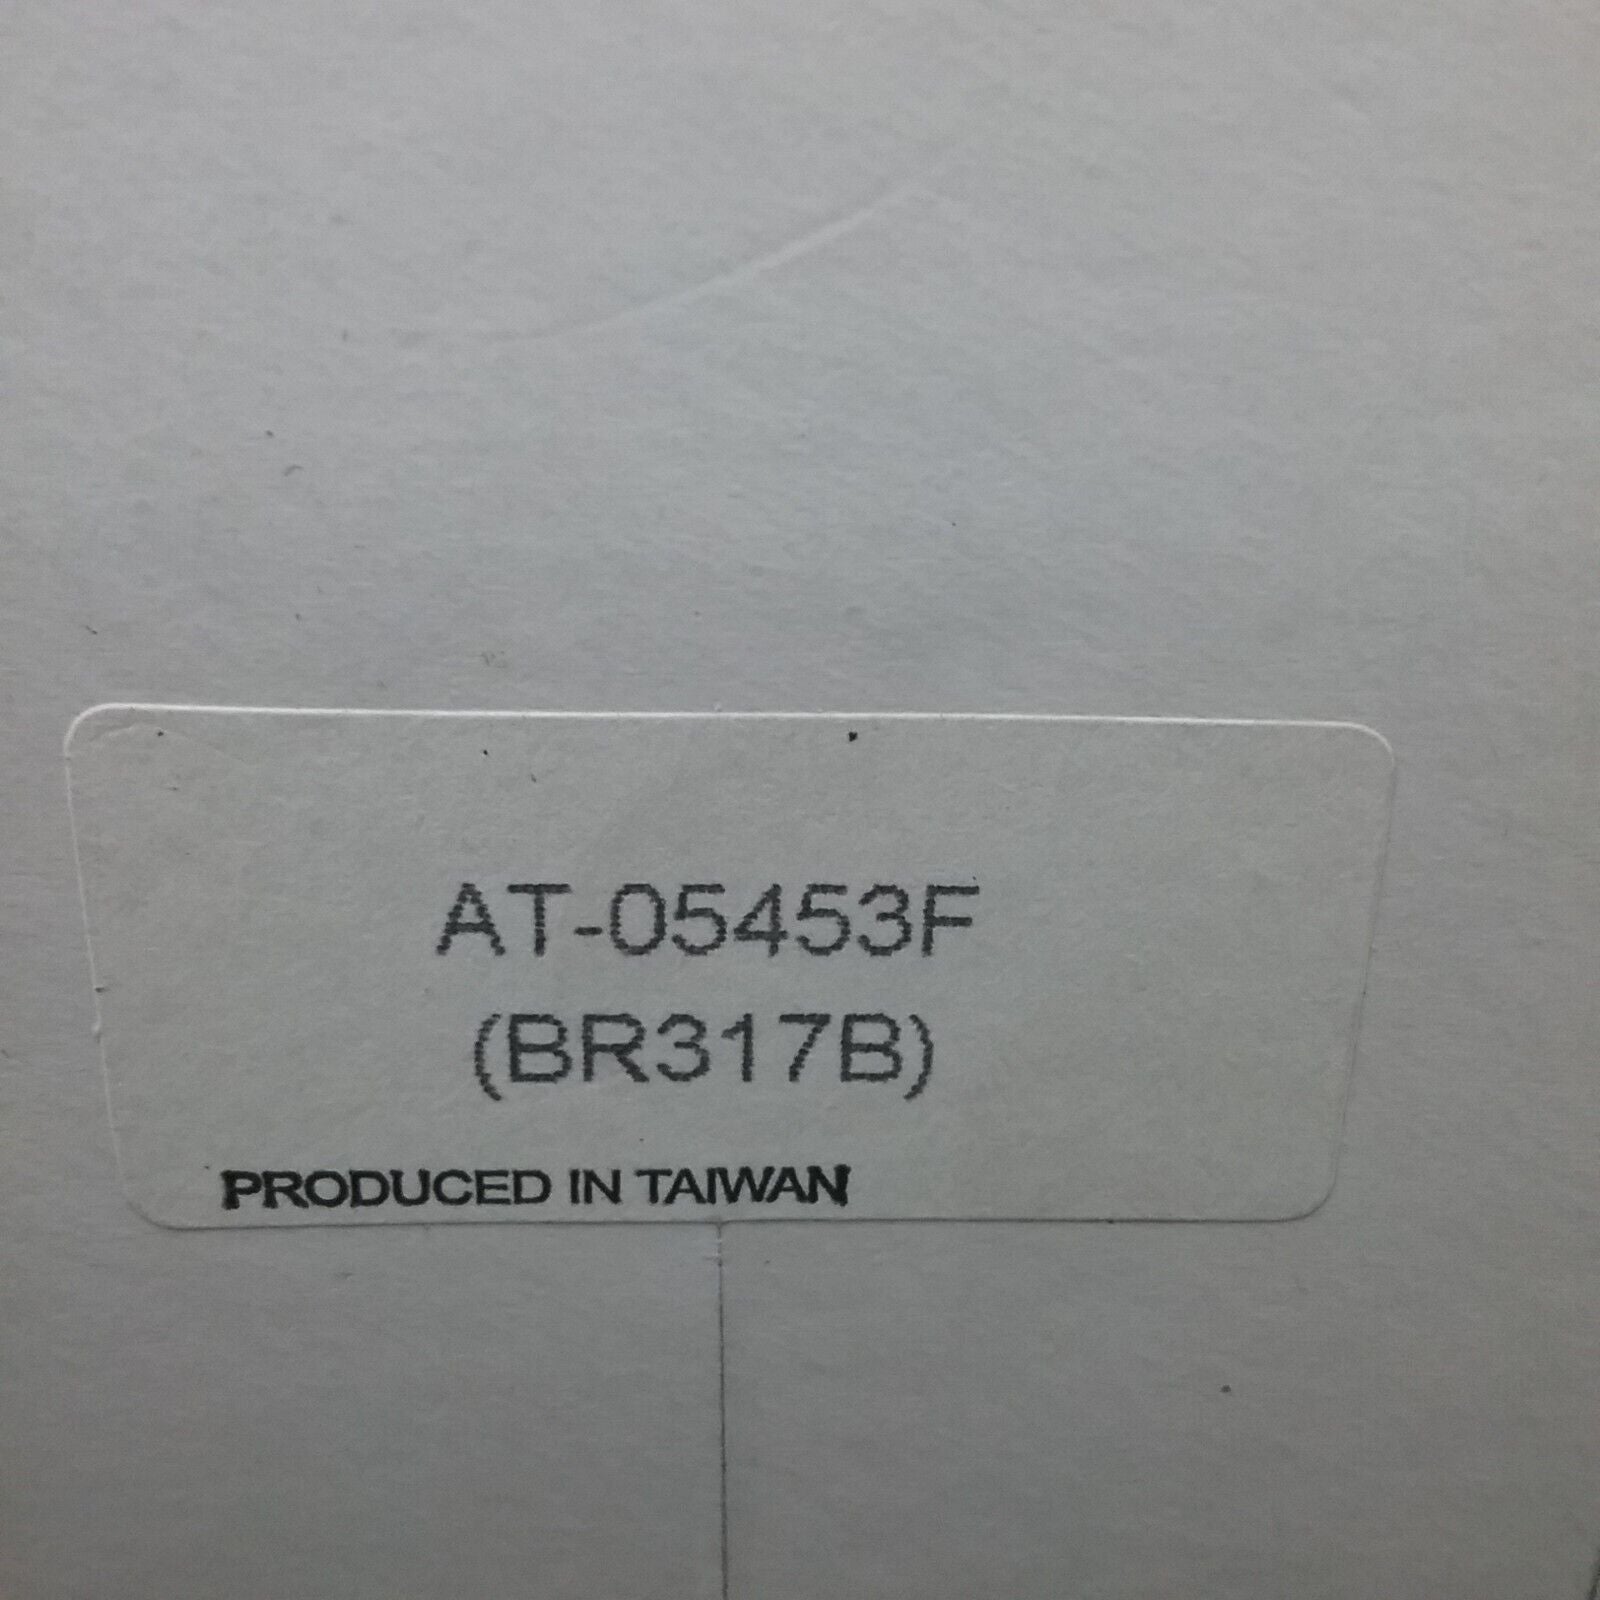 AT-05453F
(BR317B)
PRODUCED IN TAIWAN